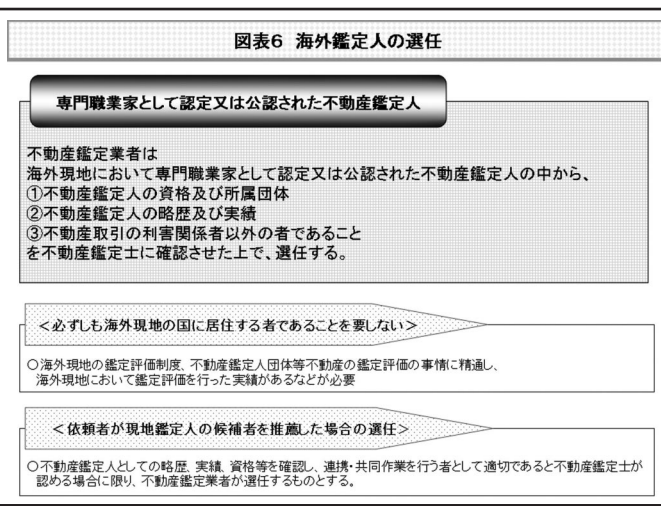 図表6 海外鑑定人の選任
専門職業家として認定又は公認された不動産鑑定人
不動産鑑定業者は
海外現地において専門職業家として認定又は公認された不動産鑑定人の中から、
①不動産鑑定人の資格及び所属団体
②不動産鑑定人の略歴及び実績
③不動産取引の利害関係者以外の者であること
を不動産鑑定士に確認させた上で、選任する。
<必ずしも海外現地の国に居住する者であることを要しない>
○海外現地の鑑定評価制度、不動産鑑定人団体等不動産の鑑定評価の事情に精通し、
海外現地において鑑定評価を行った実績があるなどが必要
<依頼者が現地鑑定人の候補者を推薦した場合の選任>
○不動産鑑定人としての略歴、実績、資格等を確認し、連携・共同作業を行う者として適切であると不動産鑑定士が
認める場合に限り、不動産鑑定業者が選任するものとする。